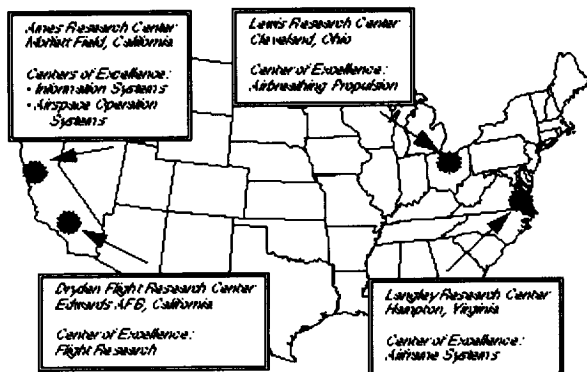 Ames Research Center
Moffett Field, California
Centers of Excellence:
• Information Systems
• Airspace Operation
Systems
Lewis Research Center
Cleveland, Ohio
Center of Excellence:
Airbreathing Propulsion
Dryden Flight Research Center
Edwards AFB, California
Center of Excellence:
Flight Research
Langley Research Center
Hampton, Virginia
Center of Excellence:
Airframe Systems